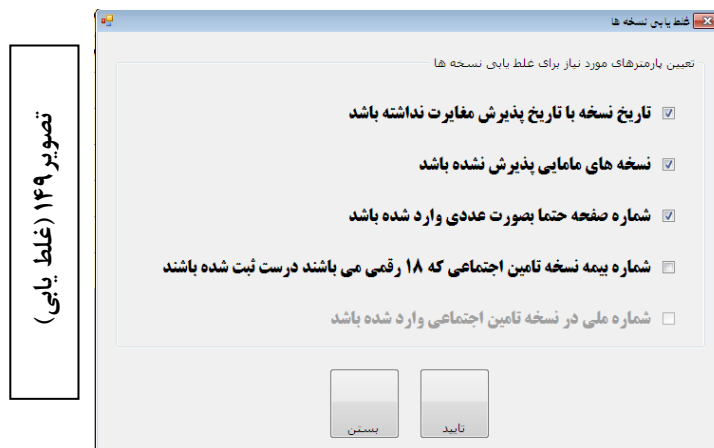 غلط یابی نسخه ها
تعیین پارمترهای مورد نیاز برای غلط یابی نسخه ها
تاریخ نسخه با تاریخ پذیرش مغایرت نداشته باشد
نسخه های مامایی پذیرش نشده باشد
شماره صفحه حتما بصورت عددی وارد شده باشد
شماره بیمه نسخه تامین اجتماعی که ۱۸ رقمی می باشند درست ثبت شده باشند
شماره ملی در نسخه تامین اجتماعی وارد شده باشد
تایید
بستن
تصویر ۱۴۹ (غلط یابی)